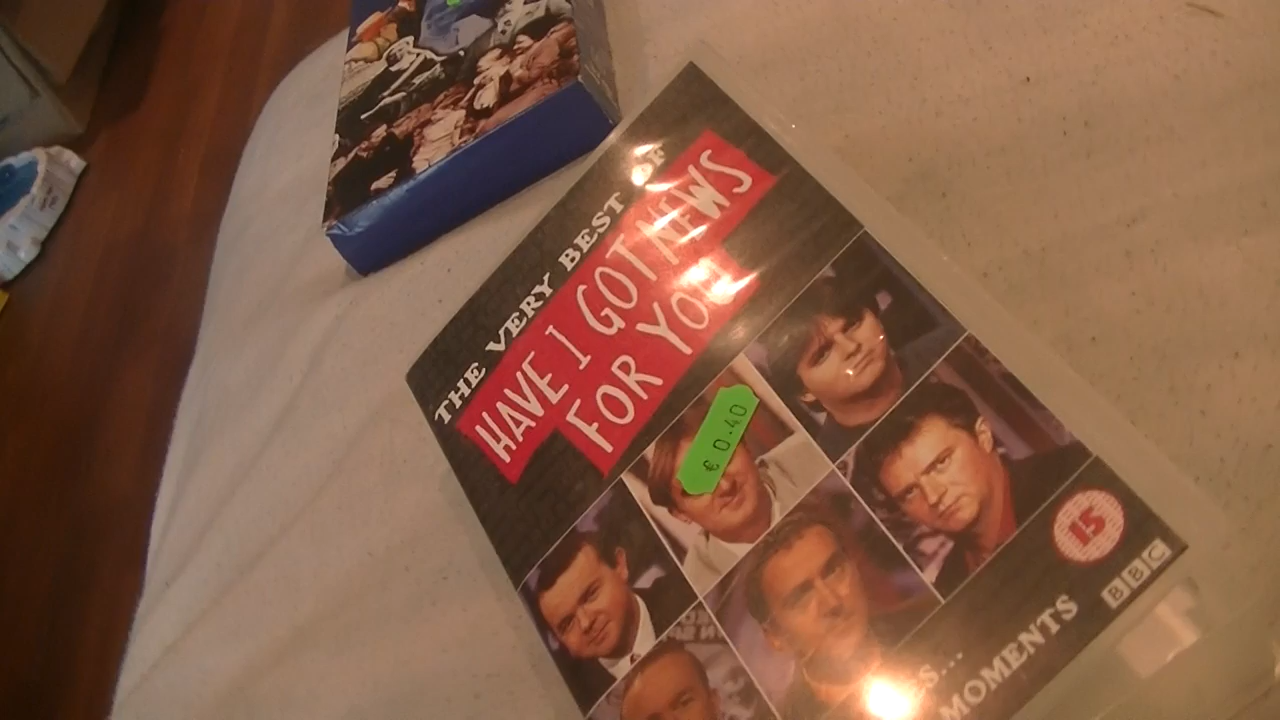 THE VERY BEST OF
HAVE I GOT NEWS
FOR YOU
€ 0.40
15
BBC
MOMENTS